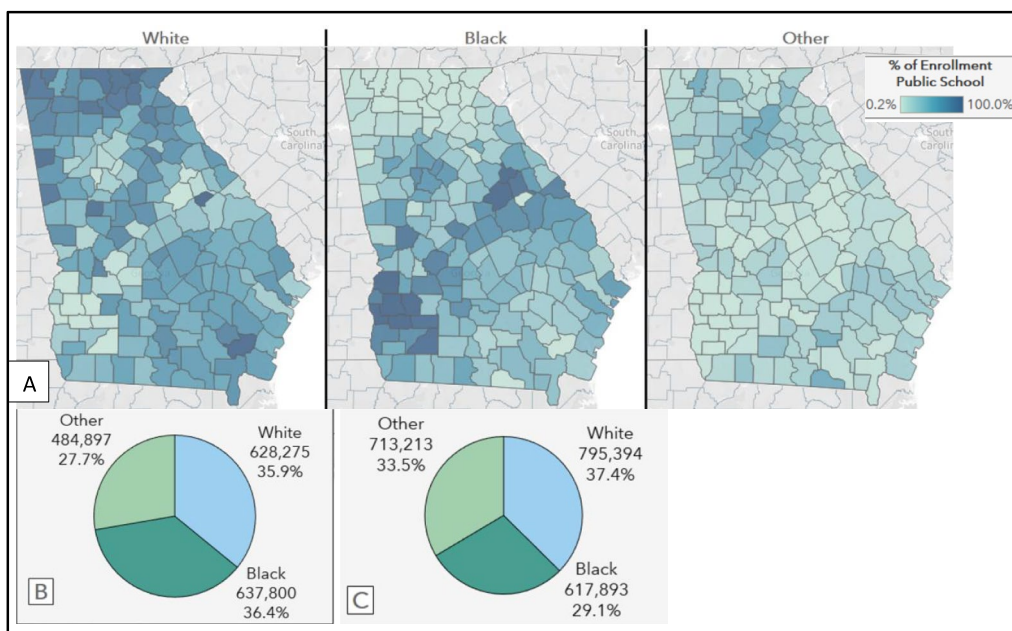 White
Black
Other
% of Enrollment
Public School
0.2% 100.0%
South
Carolina
South
Carolina
South
Carolina
A
Other
484,897
27.7%
White
628,275
35.9%
Black
637,800
36.4%
B
Other
713,213
33.5%
White
795,394
37.4%
Black
617,893
29.1%
C